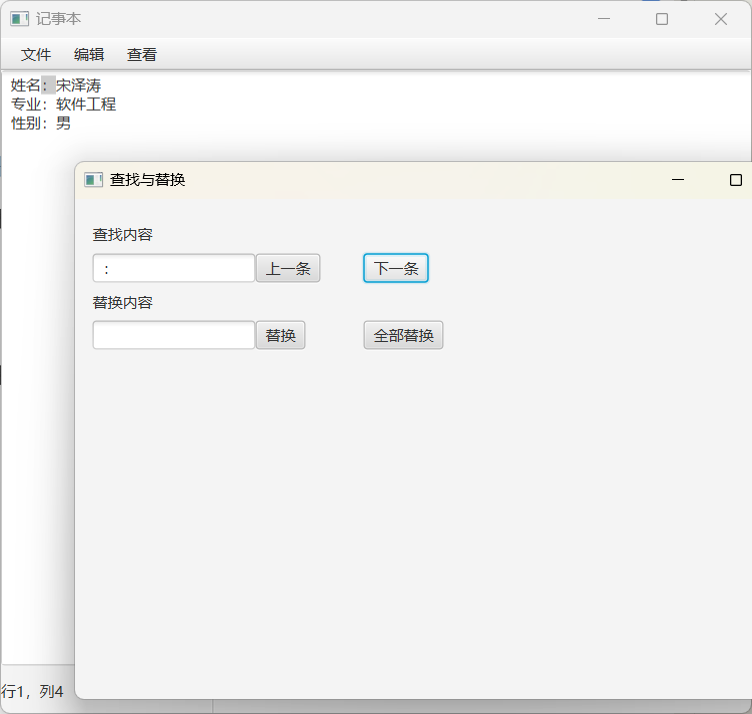 记事本
文件 编辑 查看
姓名：宋泽涛
专业：软件工程
性别：男
查找与替换
查找内容
： 上一条 下一条
替换内容
替换 全部替换
行1，列4